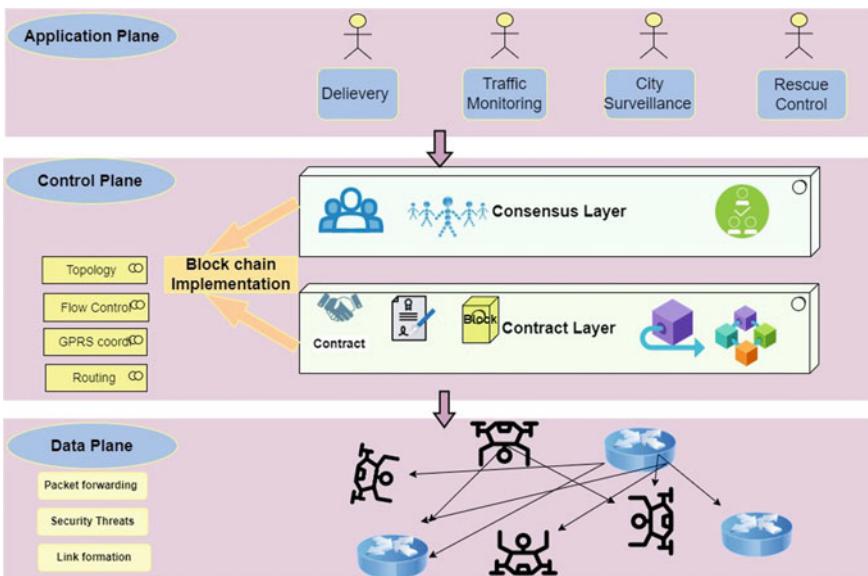 Application Plane
Delievery
Traffic
Monitoring
City
Surveillance
Rescue
Control
Control Plane
Consensus Layer
Block chain
Implementation
Topology
Flow Control
GPRS coordi
Routing
Contract
Block
Contract Layer
Data Plane
Packet forwarding
Security Threats
Link formation